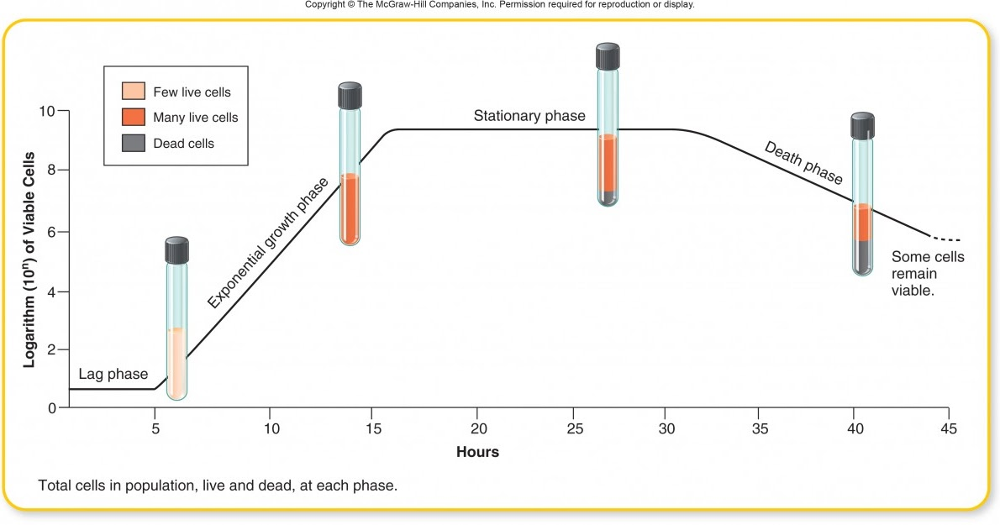 Copyright © The McGraw-Hill Companies, Inc. Permission required for reproduction or display.
Few live cells
Many live cells
Dead cells
Logarithm (10ⁿ) of Viable Cells
10
8
6
4
2
0
Lag phase
Exponential growth phase
Stationary phase
Death phase
Some cells
remain
viable.
5 10 15 20 25 30 35 40 45
Hours
Total cells in population, live and dead, at each phase.